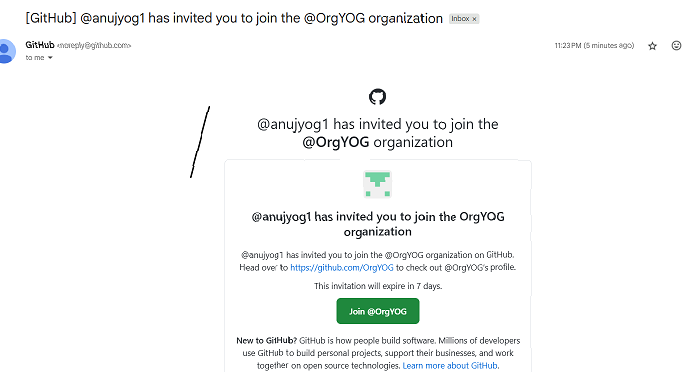 [GitHub] @anujyog1 has invited you to join the @OrgYOG organization Inbox ×
GitHub <noreply@github.com> 11:23 PM (5 minutes ago)
to me
@anujyog1 has invited you to join the
@OrgYOG organization
@anujyog1 has invited you to join the OrgYOG
organization
@anujyog1 has invited you to join the @OrgYOG organization on GitHub.
Head over to https://github.com/OrgYOG to check out @OrgYOG's profile.
This invitation will expire in 7 days.
Join @OrgYOG
New to GitHub? GitHub is how people build software. Millions of developers
use GitHub to build personal projects, support their businesses, and work
together on open source technologies. Learn more about GitHub.